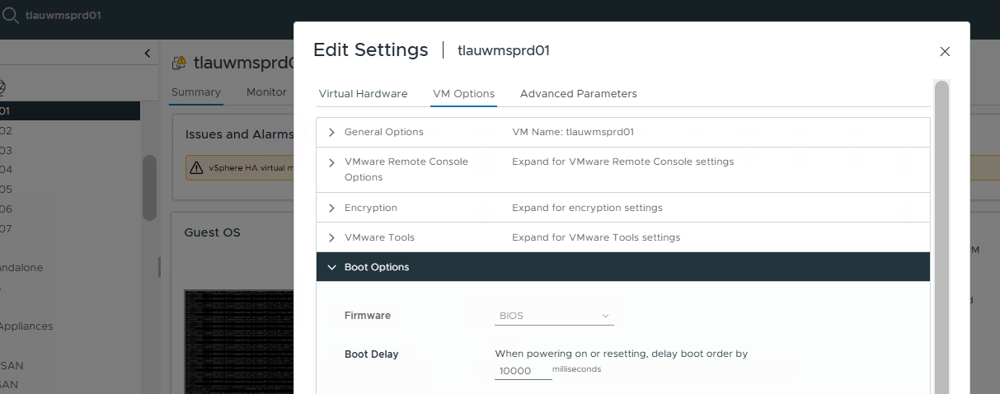 tlauwmsprd01
Edit Settings | tlauwmsprd01
tlauwmsprd0
Summary
Monitor
Virtual Hardware
VM Options
Advanced Parameters
01
02
03
04
05
06
07
ndalone
Appliances
SAN
SAN
Issues and Alarms
vSphere HA virtual m
Guest OS
General Options
VM Name: tlauwmsprd01
VMware Remote Console
Options
Expand for VMware Remote Console settings
Encryption
Expand for encryption settings
VMware Tools
Expand for VMware Tools settings
Boot Options
Firmware
BIOS
Boot Delay
When powering on or resetting, delay boot order by
10000 milliseconds
PM